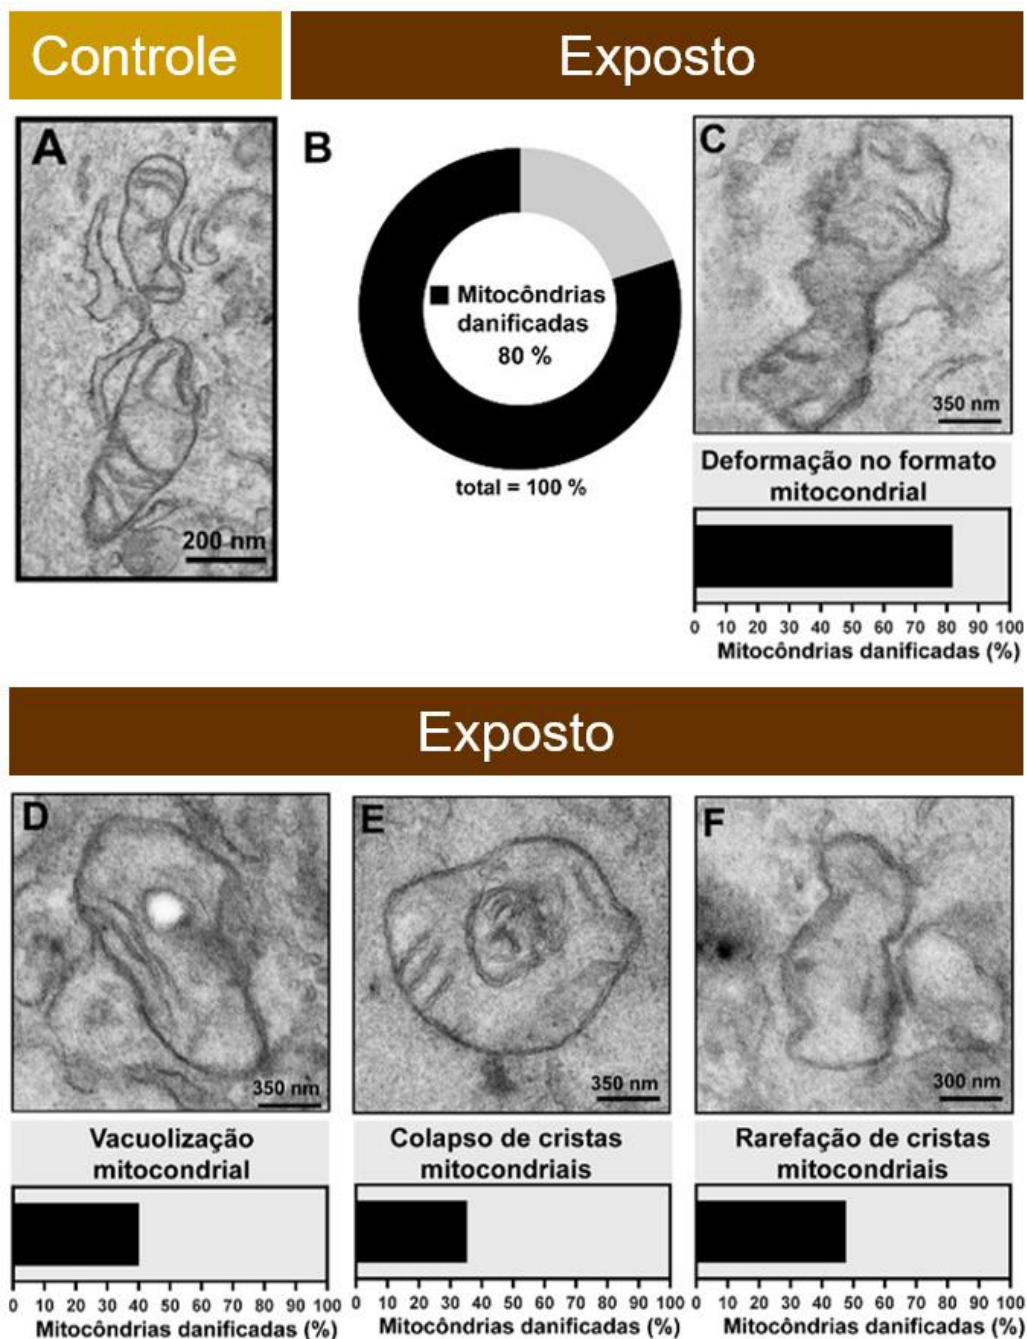 Controle
Exposto
A
B
Mitocôndrias
danificadas
80 %
total = 100 %
C
350 nm
200 nm
Deformação no formato
mitocondrial
0 10 20 30 40 50 60 70 80 90 100
Mitocôndrias danificadas (%)
Exposto
D
350 nm
Vacuolização
mitocondrial
0 10 20 30 40 50 60 70 80 90 100
Mitocôndrias danificadas (%)
E
350 nm
Colapso de cristas
mitocondriais
0 10 20 30 40 50 60 70 80 90 100
Mitocôndrias danificadas (%)
F
300 nm
Rarefação de cristas
mitocondriais
0 10 20 30 40 50 60 70 80 90 100
Mitocôndrias danificadas (%)